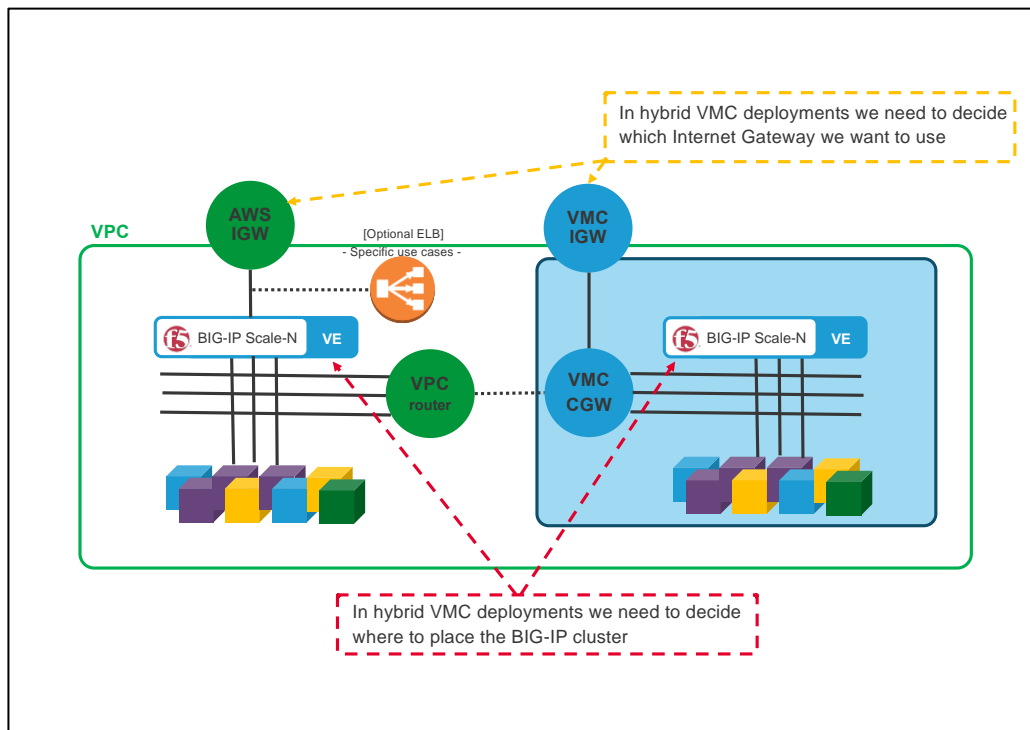 In hybrid VMC deployments we need to decide
which Internet Gateway we want to use
AWS
IGW
VMC
IGW
VPC
[Optional ELB]
- Specific use cases -
f5 BIG-IP Scale-N VE
f5 BIG-IP Scale-N VE
VPC
router
VMC
CGW
In hybrid VMC deployments we need to decide
where to place the BIG-IP cluster